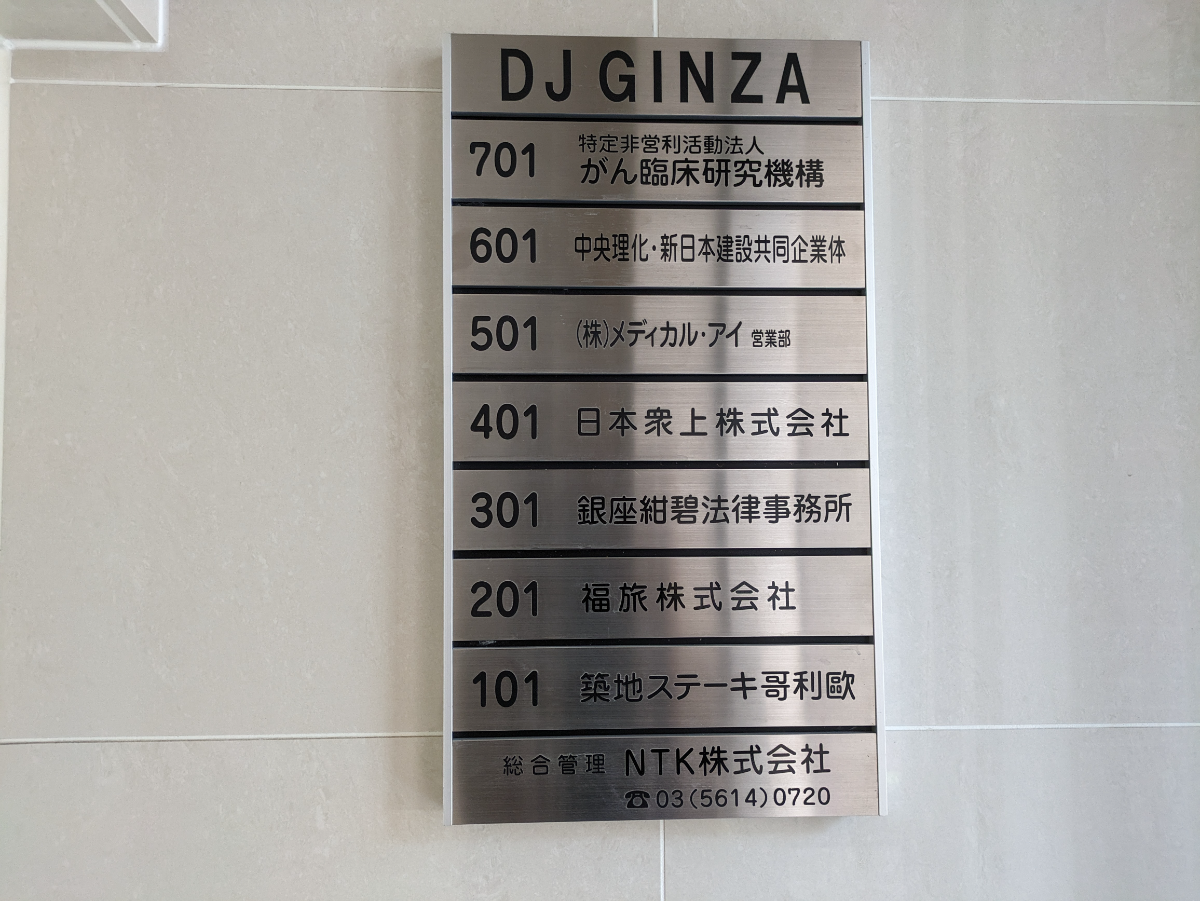 DJ GINZA
701 特定非営利活動法人
がん臨床研究機構
601 中央理化・新日本建設共同企業体
501 (株)メディカル・アイ 営業部
401 日本衆上株式会社
301 銀座紺碧法律事務所
201 福旅株式会社
101 築地ステーキ哥利歐
総合管理 NTK株式会社
☎03(5614)0720